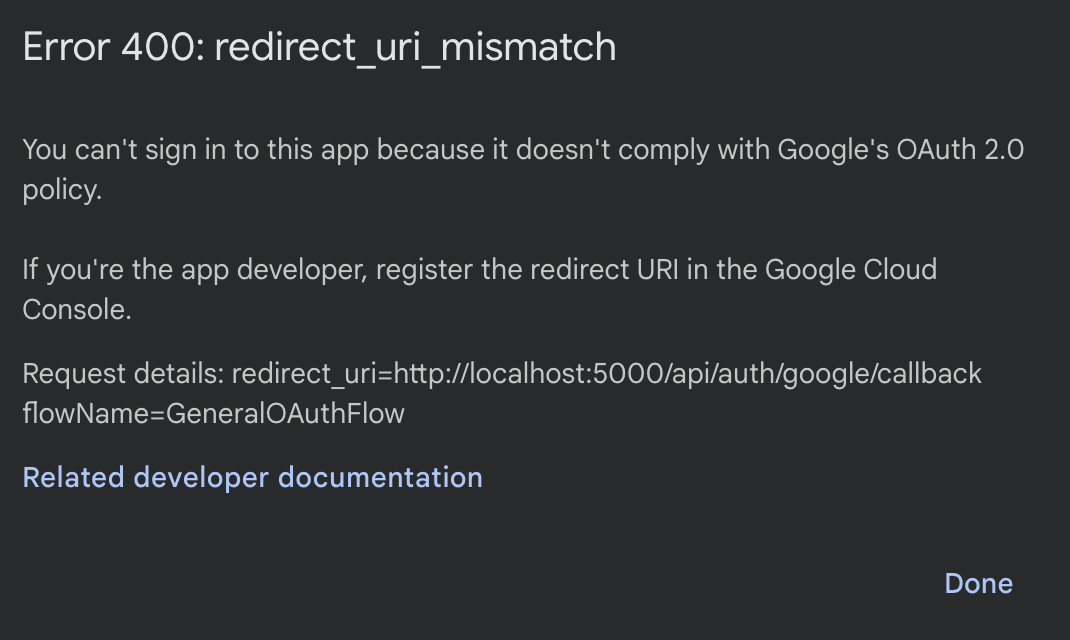 Error 400: redirect_uri_mismatch
You can't sign in to this app because it doesn't comply with Google's OAuth 2.0
policy.
If you're the app developer, register the redirect URI in the Google Cloud
Console.
Request details: redirect_uri=http://localhost:5000/api/auth/google/callback
flowName=GeneralOAuthFlow
Related developer documentation
Done